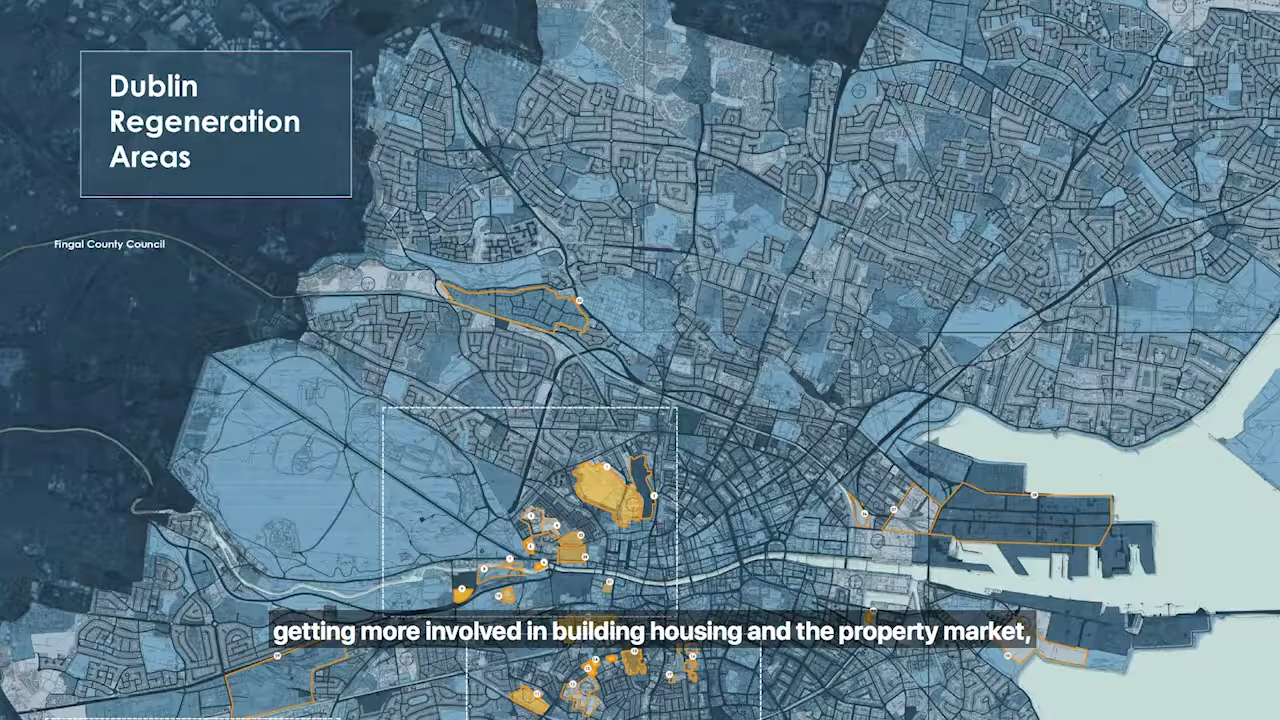 Dublin
Regeneration
Areas
Fingal County Council
getting more involved in building housing and the property market,